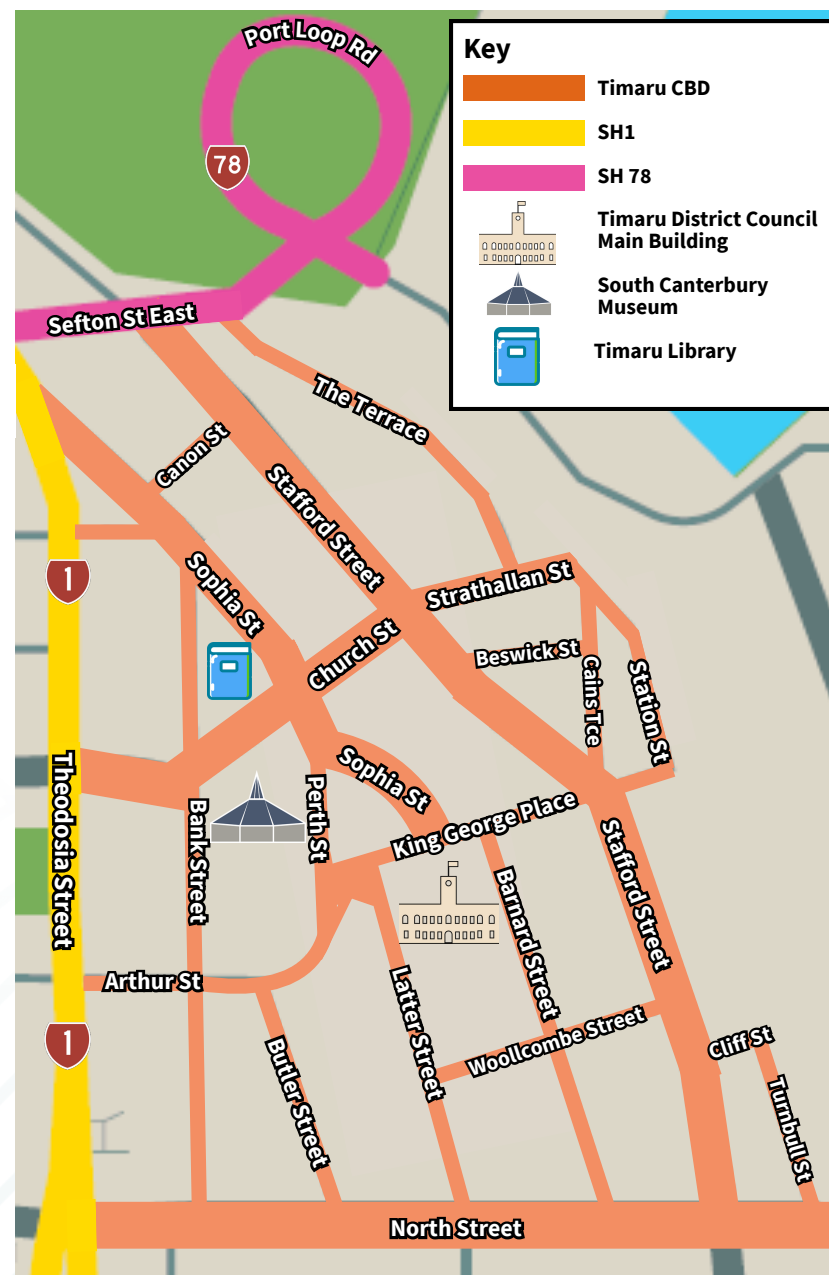 Port Loop Rd
78
Key
Timaru CBD
SH1
SH 78
Timaru District Council
Main Building
South Canterbury
Museum
Timaru Library
Sefton St East
The Terrace
Canon St
Stafford Street
1
Sophia St
Strathallan St
Church St
Beswick St
Cains Tce
Station St
Theodosia Street
Sophia St
Perth St
Bank Street
King George Place
Stafford Street
Barnard Street
Arthur St
Latter Street
1
Woollcombe Street
Cliff St
Butler Street
Turnbull St
North Street